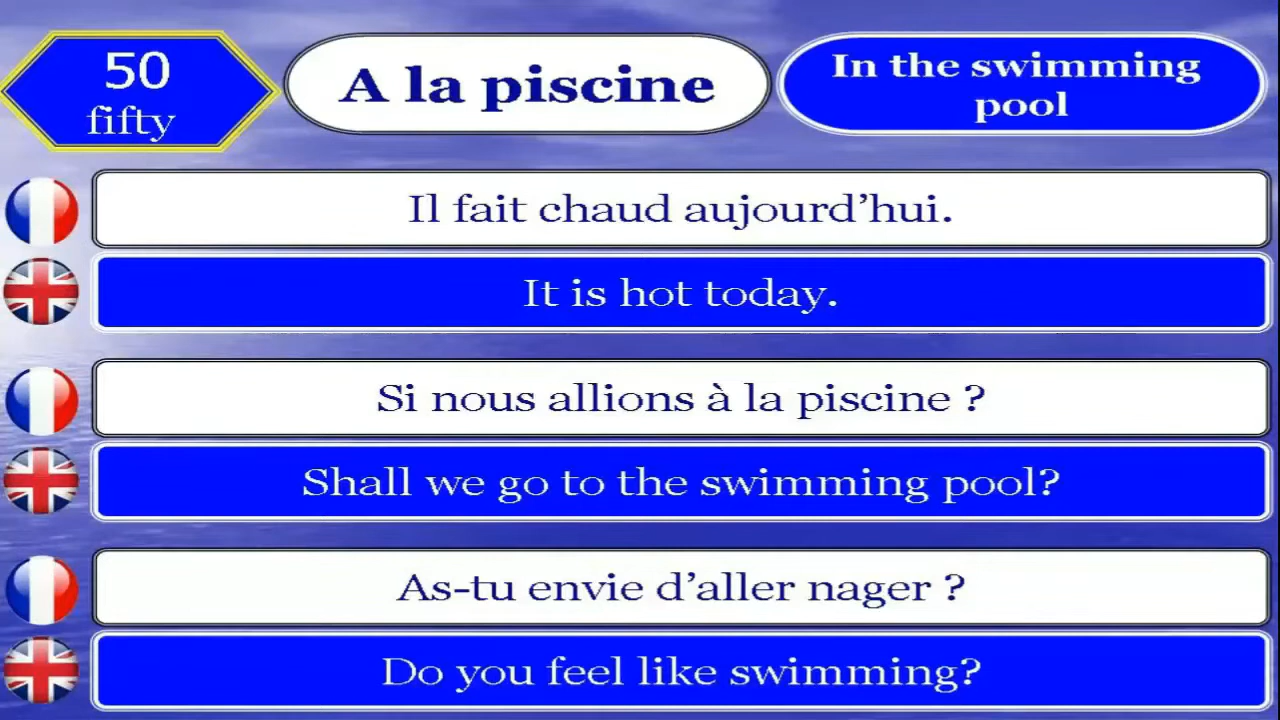 50
fifty
A la piscine
In the swimming
pool
Il fait chaud aujourd’hui.
It is hot today.
Si nous allions à la piscine ?
Shall we go to the swimming pool?
As-tu envie d’aller nager ?
Do you feel like swimming?